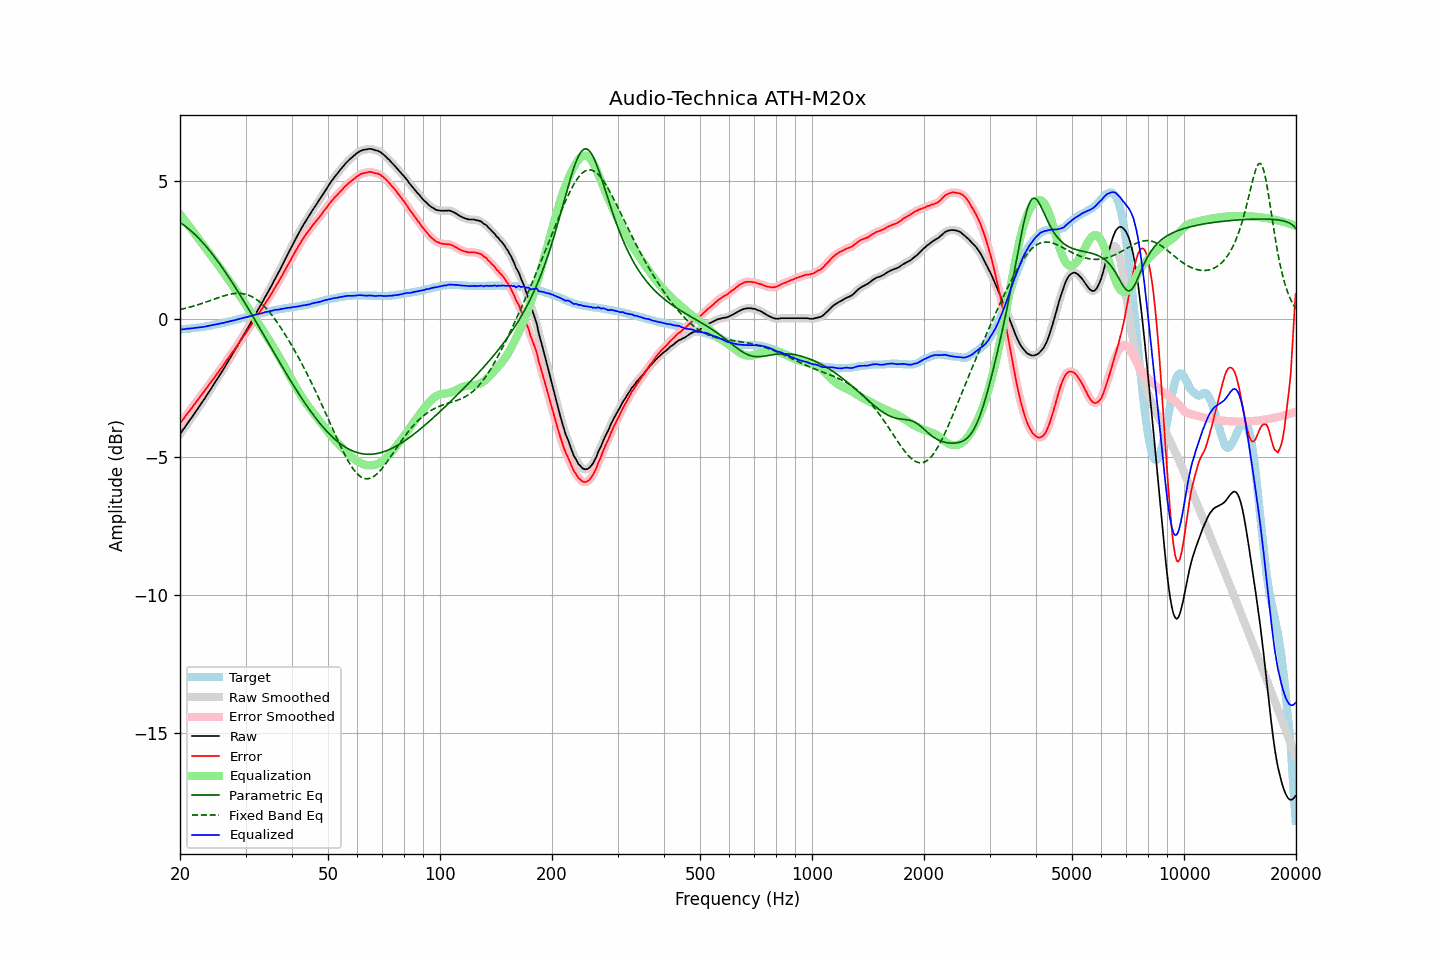 Audio-Technica ATH-M20x
Amplitude (dBr)
5
0
−5
−10
−15
Target
Raw Smoothed
Error Smoothed
Raw
Error
Equalization
Parametric Eq
Fixed Band Eq
Equalized
20 50 100 200 500 1000 2000 5000 10000 20000
Frequency (Hz)